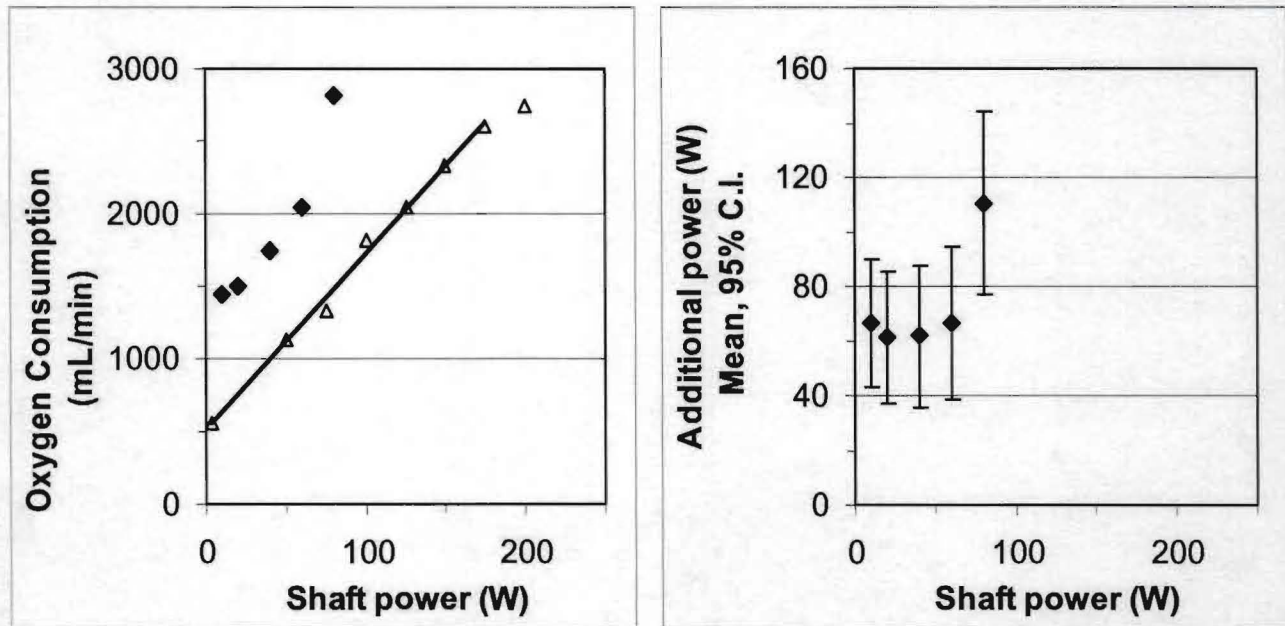 3000
2000
1000
0
Oxygen Consumption
(mL/min)
0 100 200
Shaft power (W)
160
120
80
40
0
Additional power (W)
Mean, 95% C.I.
0 100 200
Shaft power (W)